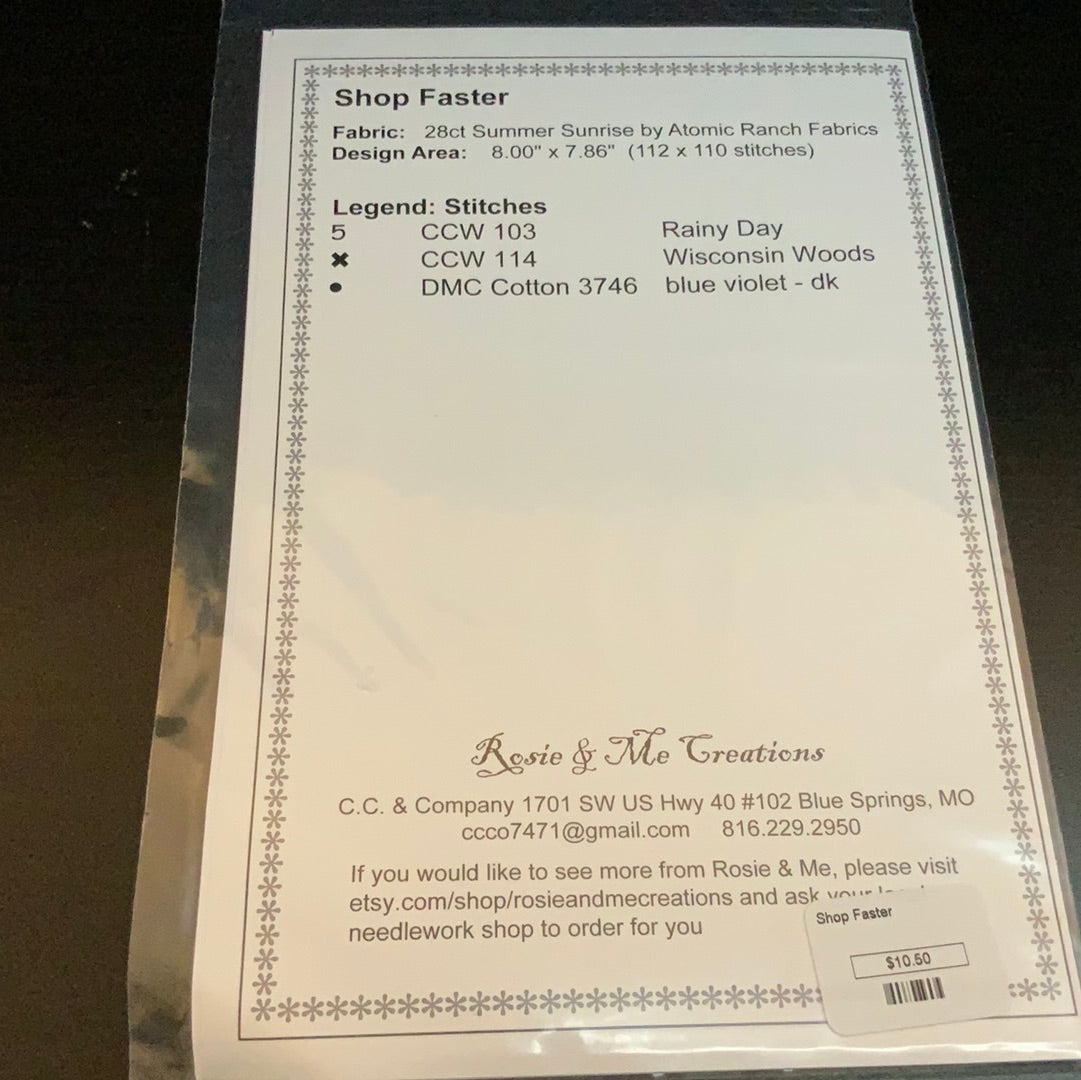 Shop Faster
Fabric: 28ct Summer Sunrise by Atomic Ranch Fabrics
Design Area: 8.00" x 7.86" (112 x 110 stitches)
Legend: Stitches
5 CCW 103 Rainy Day
✖ CCW 114 Wisconsin Woods
● DMC Cotton 3746 blue violet - dk
Rosie & Me Creations
C.C. & Company 1701 SW US Hwy 40 #102 Blue Springs, MO
ccco7471@gmail.com 816.229.2950
If you would like to see more from Rosie & Me, please visit
etsy.com/shop/rosieandmecreations and ask your
needlework shop to order for you
Shop Faster
$10.50